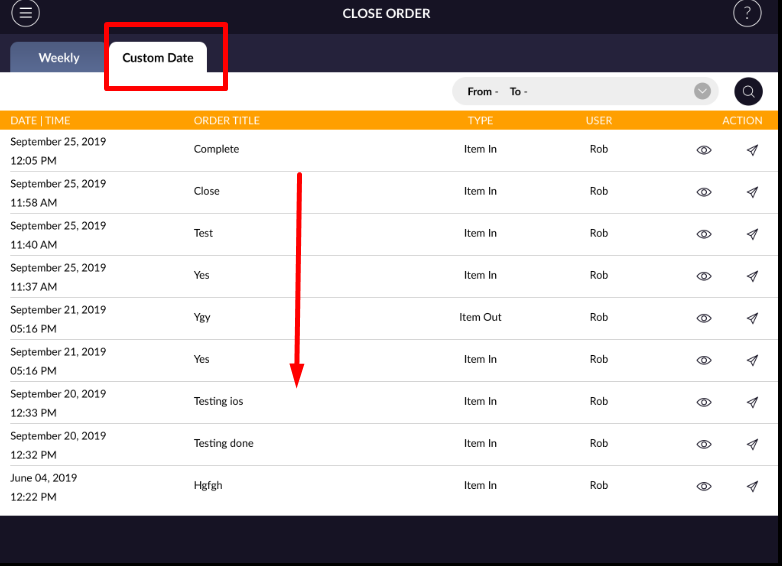 CLOSE ORDER
?
Weekly
Custom Date
From - To -
DATE | TIME ORDER TITLE TYPE USER ACTION
September 25, 2019
12:05 PM
Complete Item In Rob
September 25, 2019
11:58 AM
Close Item In Rob
September 25, 2019
11:40 AM
Test Item In Rob
September 25, 2019
11:37 AM
Yes Item In Rob
September 21, 2019
05:16 PM
Ygy Item Out Rob
September 21, 2019
05:16 PM
Yes Item In Rob
September 20, 2019
12:33 PM
Testing ios Item In Rob
September 20, 2019
12:32 PM
Testing done Item In Rob
June 04, 2019
12:22 PM
Hgfgh Item In Rob